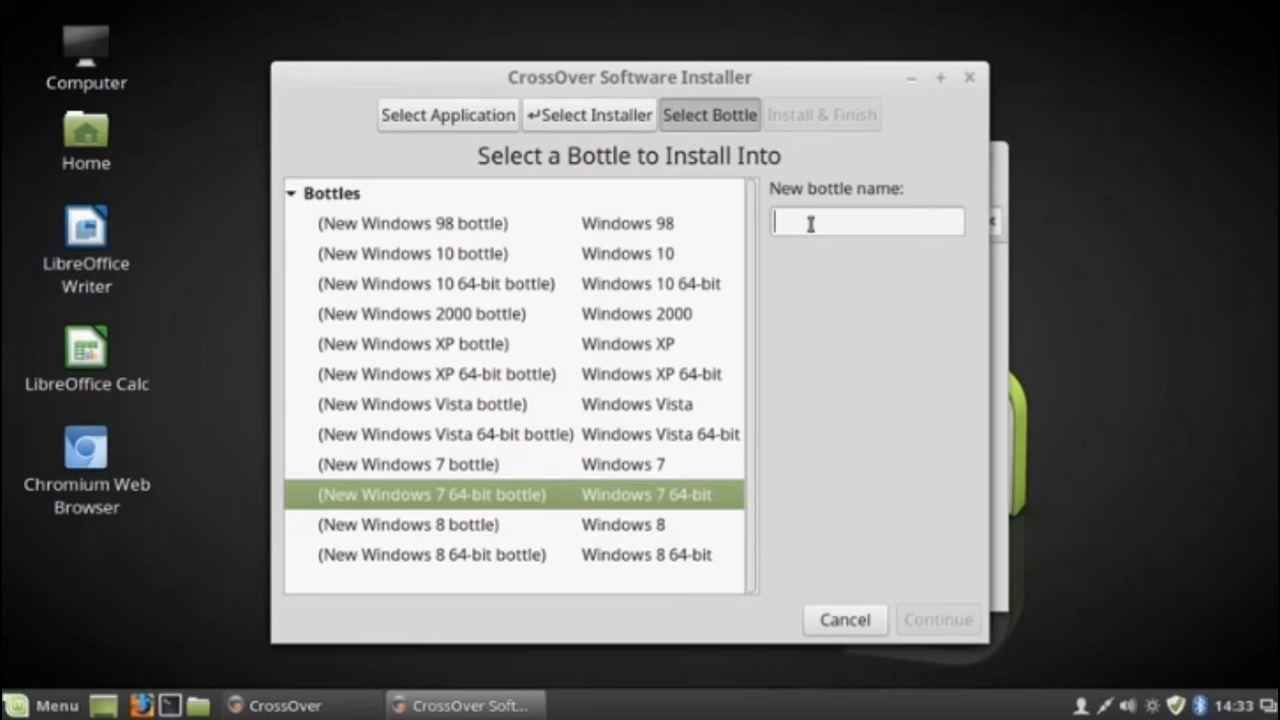 Computer
Home
LibreOffice
Writer
LibreOffice Calc
Chromium Web
Browser
CrossOver Software Installer
Select Application
↵Select Installer
Select Bottle
Install & Finish
Select a Bottle to Install Into
Bottles
(New Windows 98 bottle) Windows 98
(New Windows 10 bottle) Windows 10
(New Windows 10 64-bit bottle) Windows 10 64-bit
(New Windows 2000 bottle) Windows 2000
(New Windows XP bottle) Windows XP
(New Windows XP 64-bit bottle) Windows XP 64-bit
(New Windows Vista bottle) Windows Vista
(New Windows Vista 64-bit bottle) Windows Vista 64-bit
(New Windows 7 bottle) Windows 7
(New Windows 7 64-bit bottle) Windows 7 64-bit
(New Windows 8 bottle) Windows 8
(New Windows 8 64-bit bottle) Windows 8 64-bit
New bottle name:
Cancel
Continue
Menu
CrossOver
CrossOver Soft...
14:33